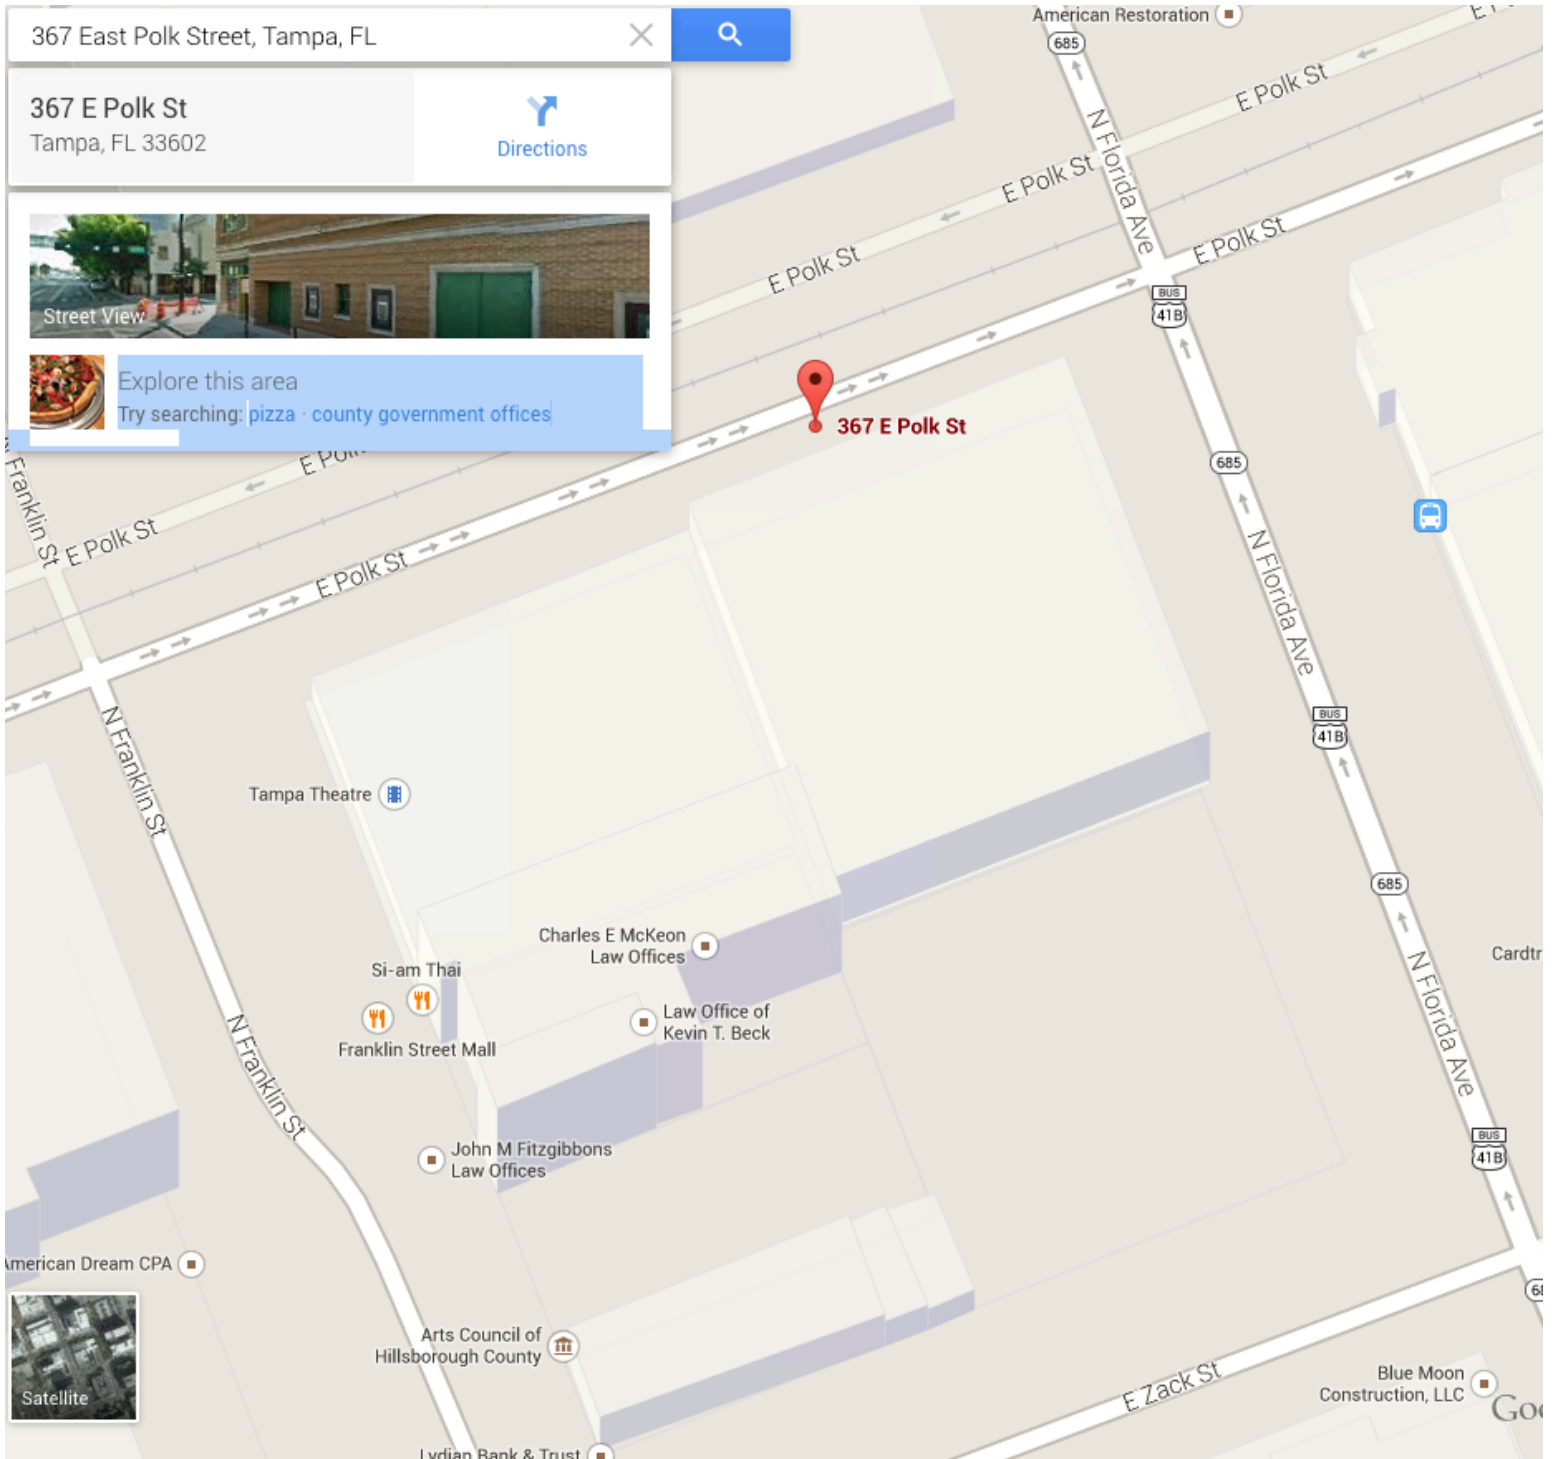 367 East Polk Street, Tampa, FL
367 E Polk St
Tampa, FL 33602
Directions
Street View
Explore this area
Try searching: pizza · county government offices
American Restoration
685
E Polk St
N Florida Ave
E Polk St
E Polk St
E Polk St
BUS
41B
367 E Polk St
685
N Franklin St
E Polk St
E Polk St
N Florida Ave
BUS
41B
N Franklin St
Tampa Theatre
685
Charles E McKeon
Law Offices
Si-am Thai
Franklin Street Mall
Law Office of
Kevin T. Beck
N Franklin St
N Florida Ave
BUS
41B
John M Fitzgibbons
Law Offices
American Dream CPA
Arts Council of
Hillsborough County
Satellite
E Zack St
Blue Moon
Construction, LLC
Lydian Bank & Trust